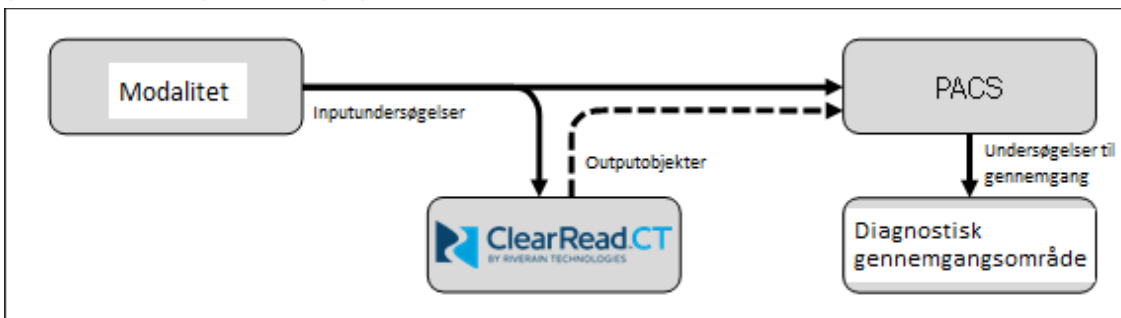 Modalitet
Inputundersøgelser
PACS
Outputobjekter
Undersøgelser til
gennemgang
ClearRead.CT
BY RIVERAIN TECHNOLOGIES
Diagnostisk
gennemgangsområde